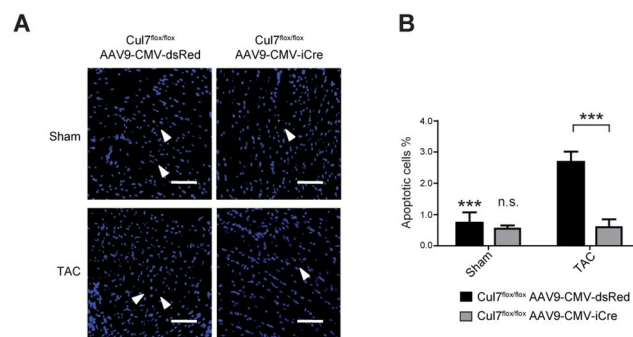 A
Cul7flox/flox
AAV9-CMV-dsRed
Cul7flox/flox
AAV9-CMV-iCre
Sham
TAC
B
Apoptotic cells %
4.0
3.0
2.0
1.0
0.0
***
n.s.
***
Sham
TAC
Cul7flox/flox AAV9-CMV-dsRed
Cul7flox/flox AAV9-CMV-iCre